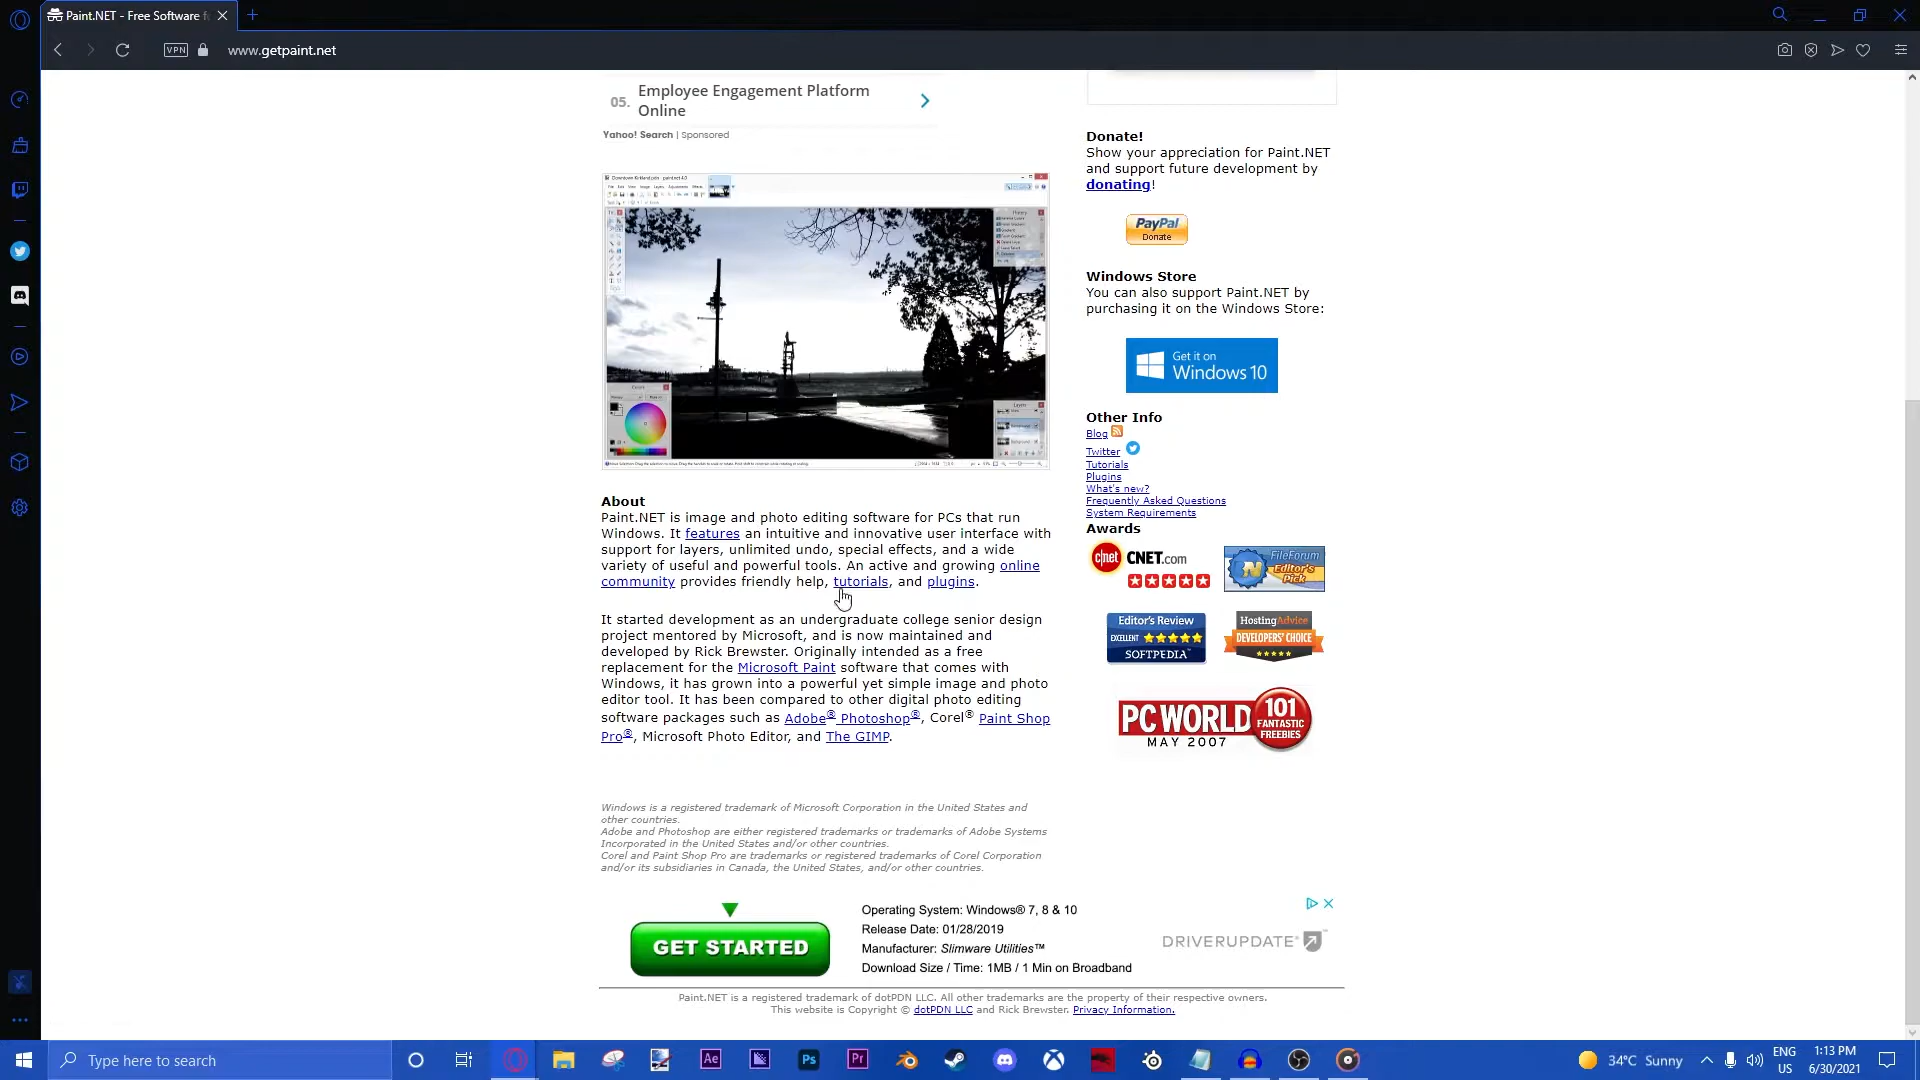 Paint.NET - Free Software f
VPN
www.getpaint.net
05. Employee Engagement Platform
Online
Yahoo! Search | Sponsored
About
Paint.NET is image and photo editing software for PCs that run
Windows. It features an intuitive and innovative user interface with
support for layers, unlimited undo, special effects, and a wide
variety of useful and powerful tools. An active and growing online
community provides friendly help, tutorials, and plugins.
It started development as an undergraduate college senior design
project mentored by Microsoft, and is now maintained and
developed by Rick Brewster. Originally intended as a free
replacement for the Microsoft Paint software that comes with
Windows, it has grown into a powerful yet simple image and photo
editor tool. It has been compared to other digital photo editing
software packages such as Adobe® Photoshop®, Corel® Paint Shop
Pro®, Microsoft Photo Editor, and The GIMP.
Windows is a registered trademark of Microsoft Corporation in the United States and
other countries.
Adobe and Photoshop are either registered trademarks or trademarks of Adobe Systems
Incorporated in the United States and/or other countries.
Corel and Paint Shop Pro are trademarks or registered trademarks of Corel Corporation
and/or its subsidiaries in Canada, the United States, and/or other countries.
Donate!
Show your appreciation for Paint.NET
and support future development by
donating!
PayPal
Donate
Windows Store
You can also support Paint.NET by
purchasing it on the Windows Store:
Get it on
Windows 10
Other Info
Blog
Twitter
Tutorials
Plugins
What's new?
Frequently Asked Questions
System Requirements
Awards
c|net CNET.com
FileForum
Editor's
Pick
Editor's Review
EXCELLENT
SOFTPEDIA™
HostingAdvice
DEVELOPERS' CHOICE
PC WORLD
MAY 2007
101
FANTASTIC
FREEBIES
GET STARTED
Operating System: Windows® 7, 8 & 10
Release Date: 01/28/2019
Manufacturer: Slimware Utilities™
Download Size / Time: 1MB / 1 Min on Broadband
DRIVERUPDATE®
Paint.NET is a registered trademark of dotPDN LLC. All other trademarks are the property of their respective owners.
This website is Copyright © dotPDN LLC and Rick Brewster. Privacy Information.
Type here to search
Ae
Ps
Pr
34°C Sunny
ENG
US
1:13 PM
6/30/2021